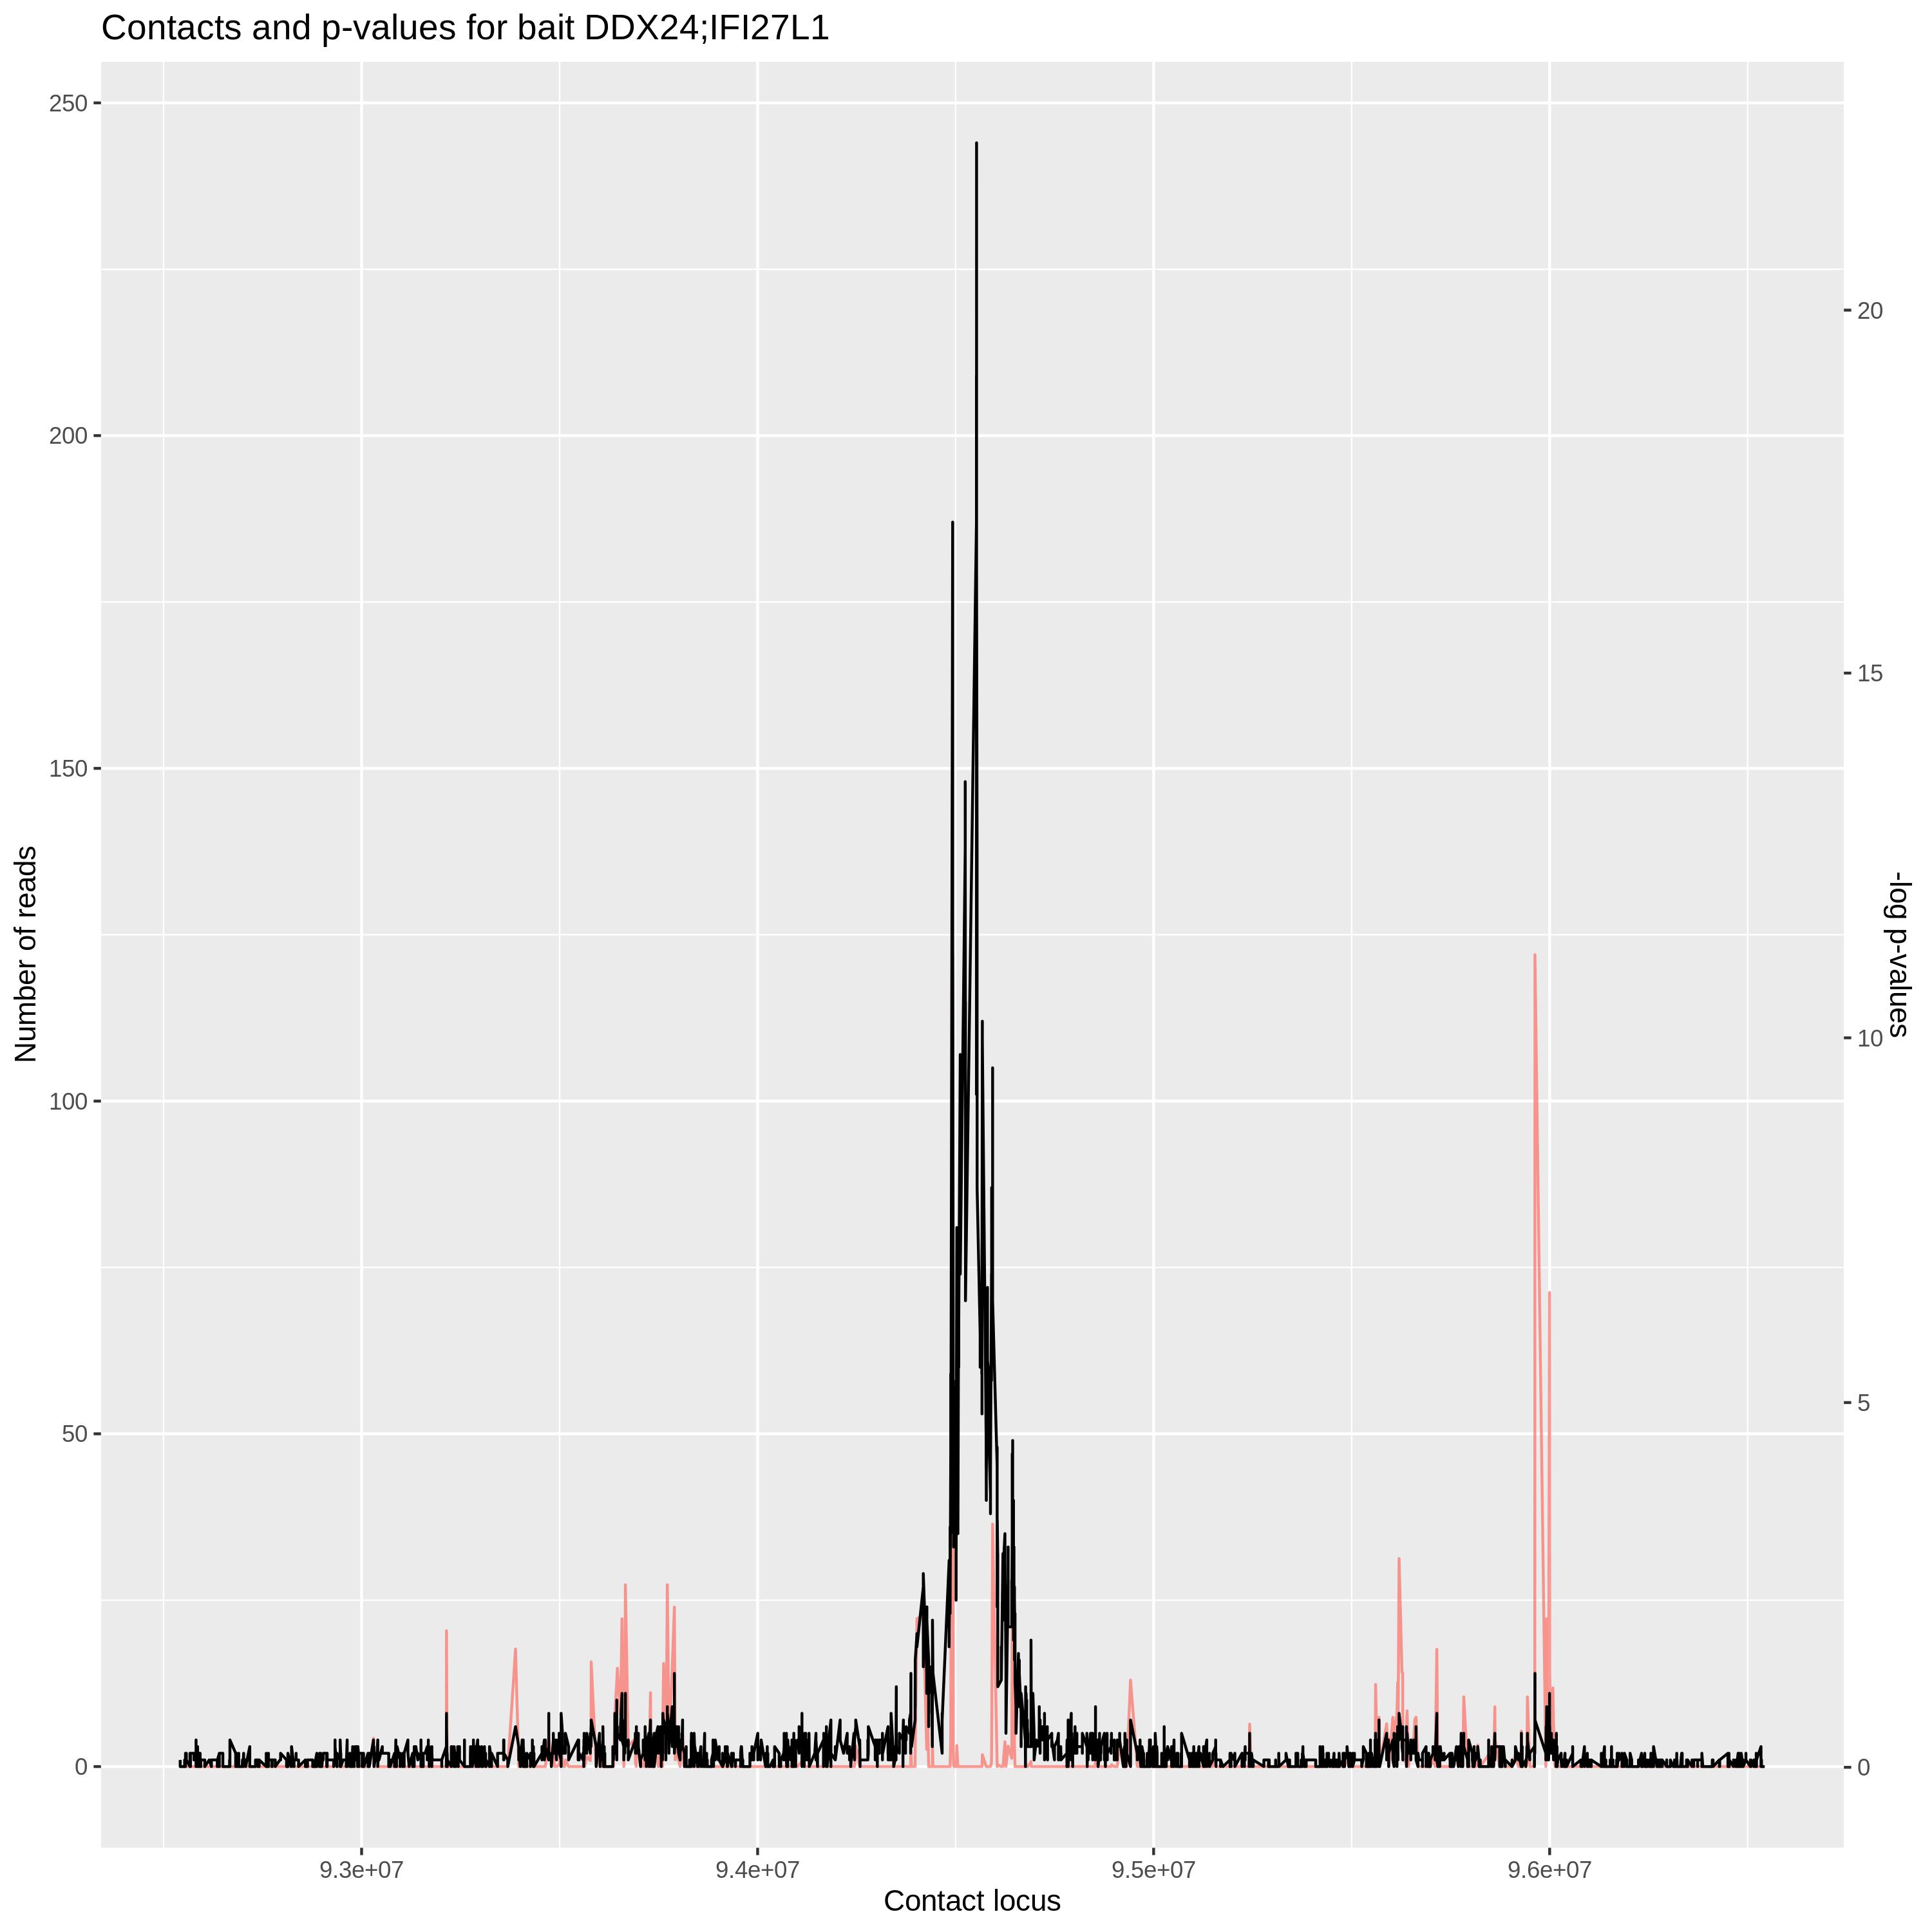 Contacts and p-values for bait DDX24;IFI27L1
250
200
150
100
50
0
Number of reads
20
15
10
5
0
-log p-values
9.3e+07
9.4e+07
9.5e+07
9.6e+07
Contact locus